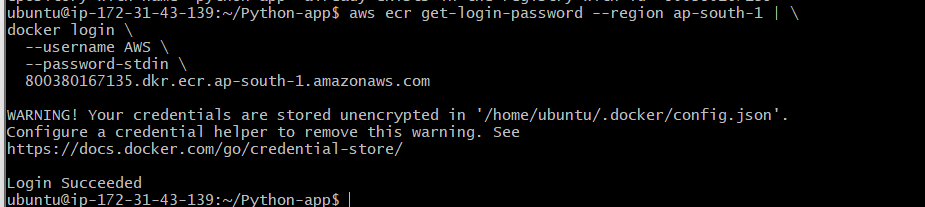 ubuntu@ip-172-31-43-139:~/Python-app$ aws ecr get-login-password --region ap-south-1 | \
docker login \
  --username AWS \
  --password-stdin \
  800380167135.dkr.ecr.ap-south-1.amazonaws.com

WARNING! Your credentials are stored unencrypted in '/home/ubuntu/.docker/config.json'.
Configure a credential helper to remove this warning. See
https://docs.docker.com/go/credential-store/

Login Succeeded
ubuntu@ip-172-31-43-139:~/Python-app$